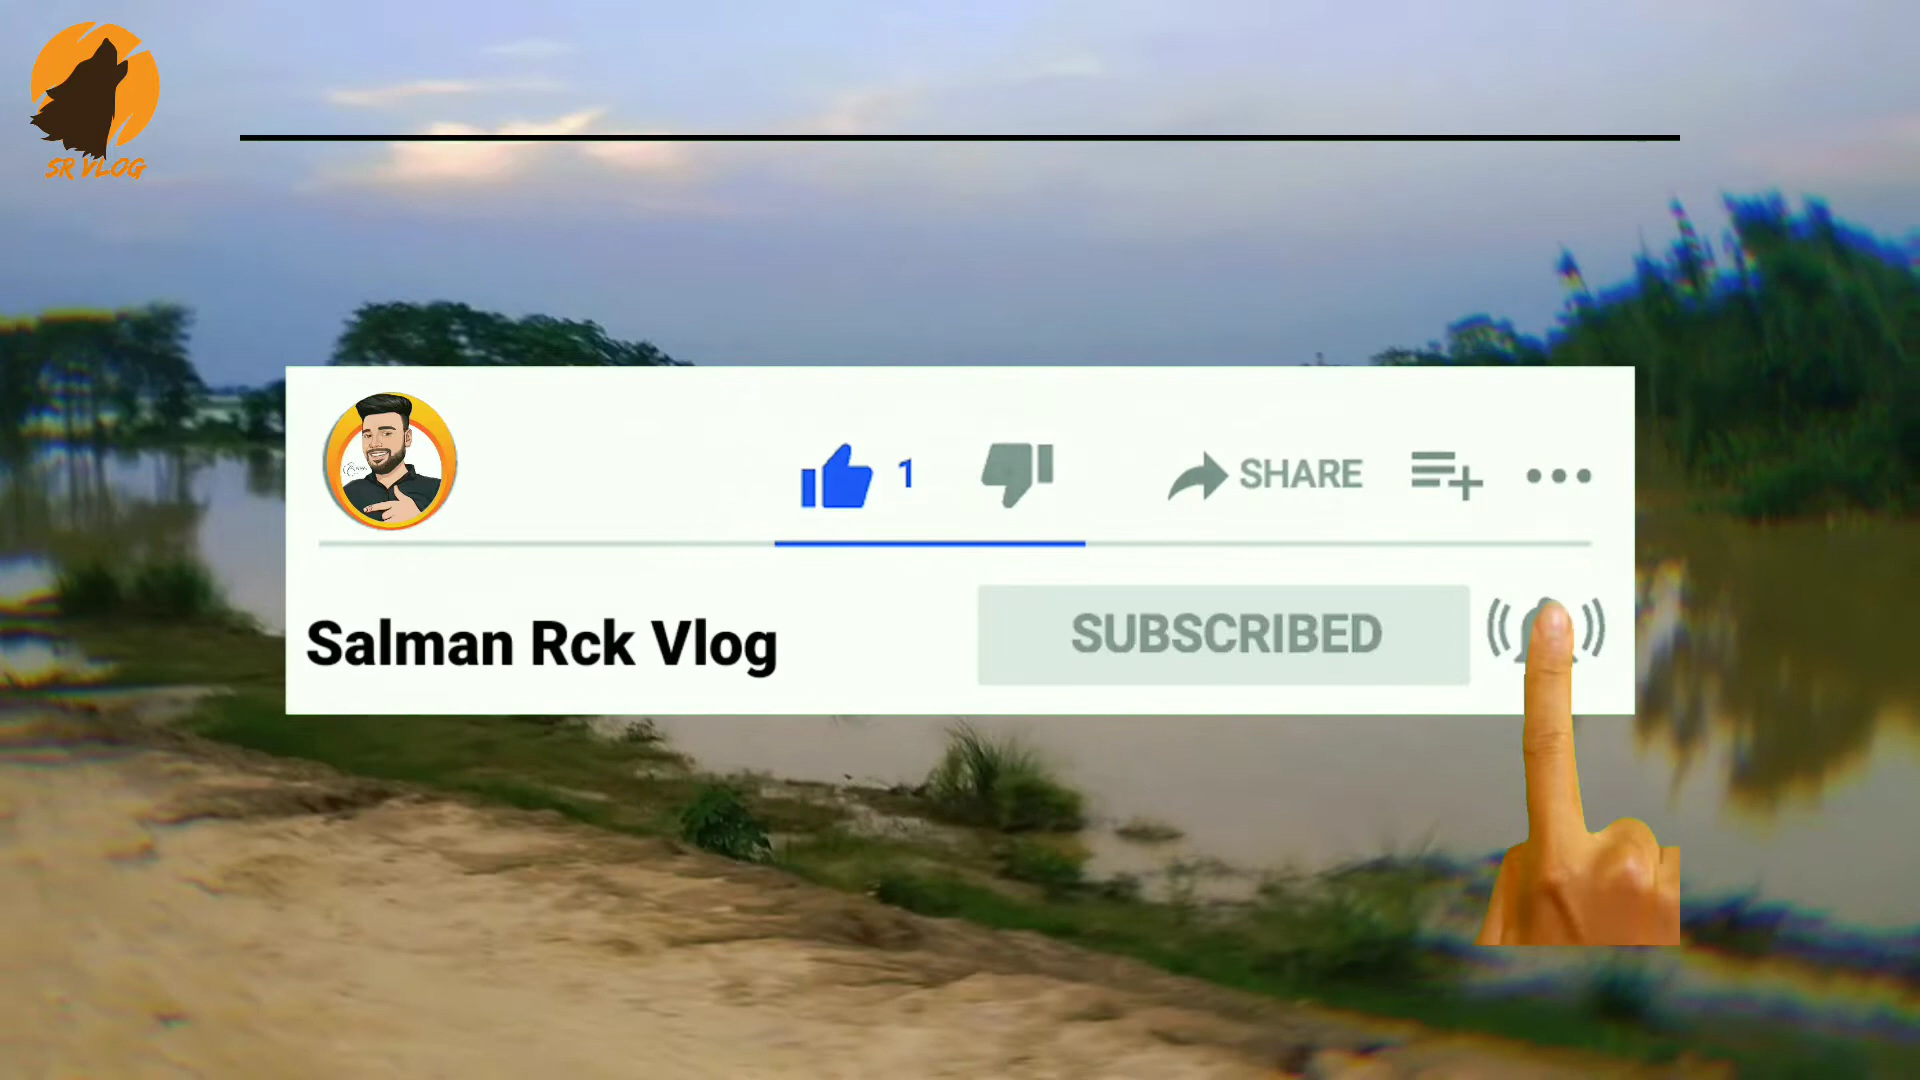 SR VLOG
1
SHARE
Salman Rck Vlog
SUBSCRIBED